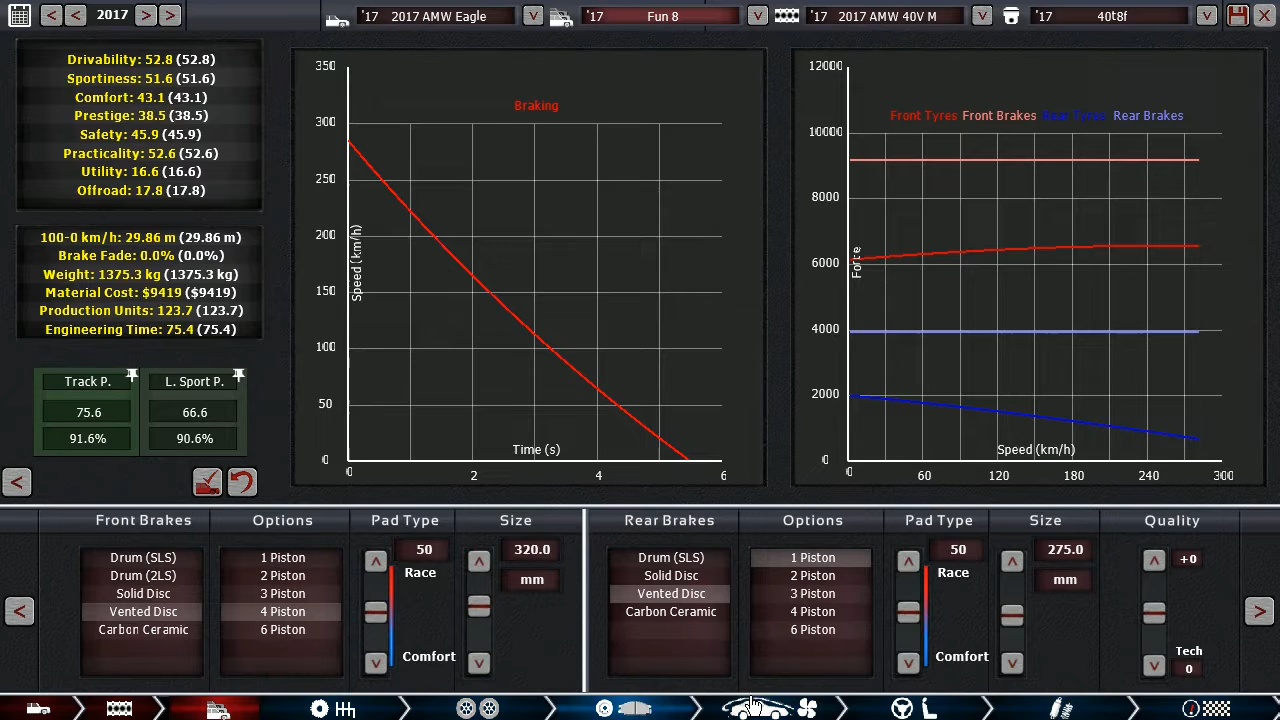 2017
'17 2017 AMW Eagle
'17 Fun 8
'17 2017 AMW 40V M
'17 40t8f
Drivability: 52.8 (52.8)
Sportiness: 51.6 (51.6)
Comfort: 43.1 (43.1)
Prestige: 38.5 (38.5)
Safety: 45.9 (45.9)
Practicality: 52.6 (52.6)
Utility: 16.6 (16.6)
Offroad: 17.8 (17.8)
100-0 km/h: 29.86 m (29.86 m)
Brake Fade: 0.0% (0.0%)
Weight: 1375.3 kg (1375.3 kg)
Material Cost: $9419 ($9419)
Production Units: 123.7 (123.7)
Engineering Time: 75.4 (75.4)
Track P. L. Sport P.
75.6 66.6
91.6% 90.6%
350
300
250
200
150
100
50
0
Braking
Speed (km/h)
Time (s)
0 2 4 6
12000
10000
8000
6000
4000
2000
0
Front Tyres Front Brakes Rear Tyres Rear Brakes
Force
Speed (km/h)
0 60 120 180 240 300
Front Brakes
Drum (SLS)
Drum (2LS)
Solid Disc
Vented Disc
Carbon Ceramic
Options
1 Piston
2 Piston
3 Piston
4 Piston
6 Piston
Pad Type
50
Race
Comfort
Size
320.0
mm
Rear Brakes
Drum (SLS)
Solid Disc
Vented Disc
Carbon Ceramic
Options
1 Piston
2 Piston
3 Piston
4 Piston
6 Piston
Pad Type
50
Race
Comfort
Size
275.0
mm
Quality
+0
Tech
0